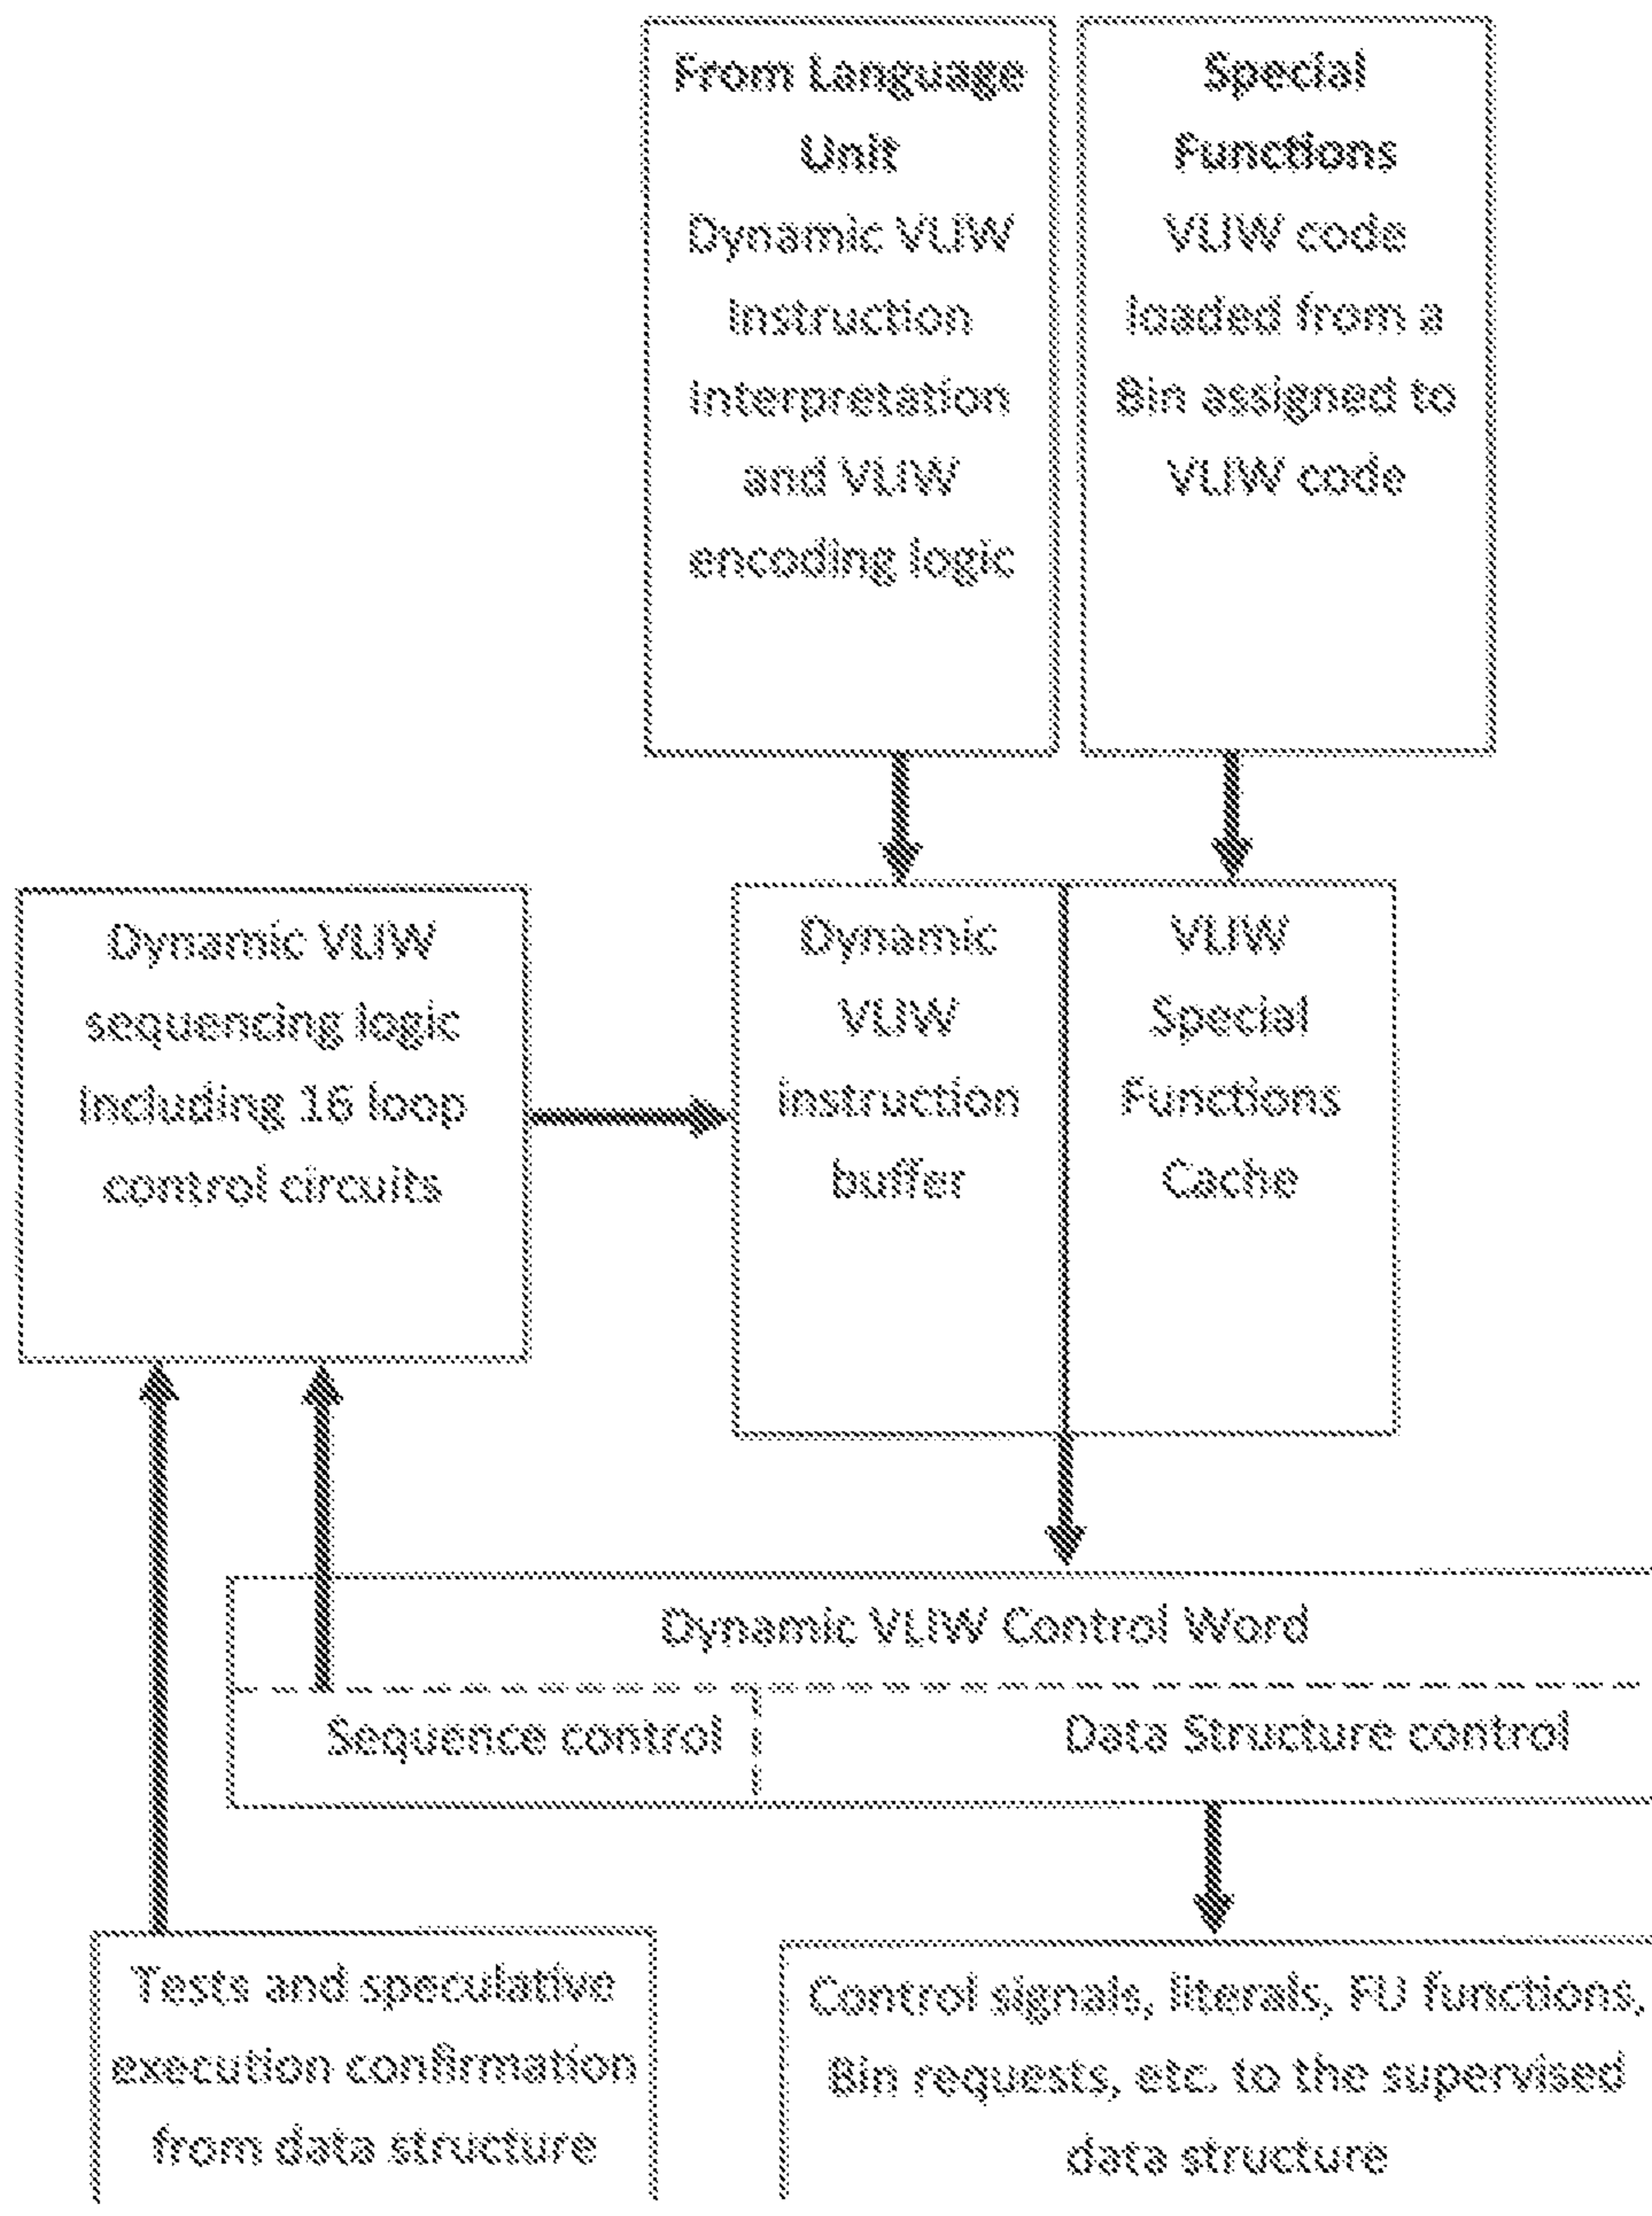 From Language
Unit
Dynamic VLIW
instruction
interpretation
and VLIW
encoding logic
Special
Functions
VLIW code
loaded from a
Bin assigned to
VLIW code
Dynamic VLIW
sequencing logic
including 16 loop
control circuits
Dynamic
VLIW
instruction
buffer
VLIW
Special
Functions
Cache
Dynamic VLIW Control Word
Sequence control
Data Structure control
Tests and speculative
execution confirmation
from data structure
Control signals, literals, FU functions,
Bin requests, etc. to the supervised
data structure